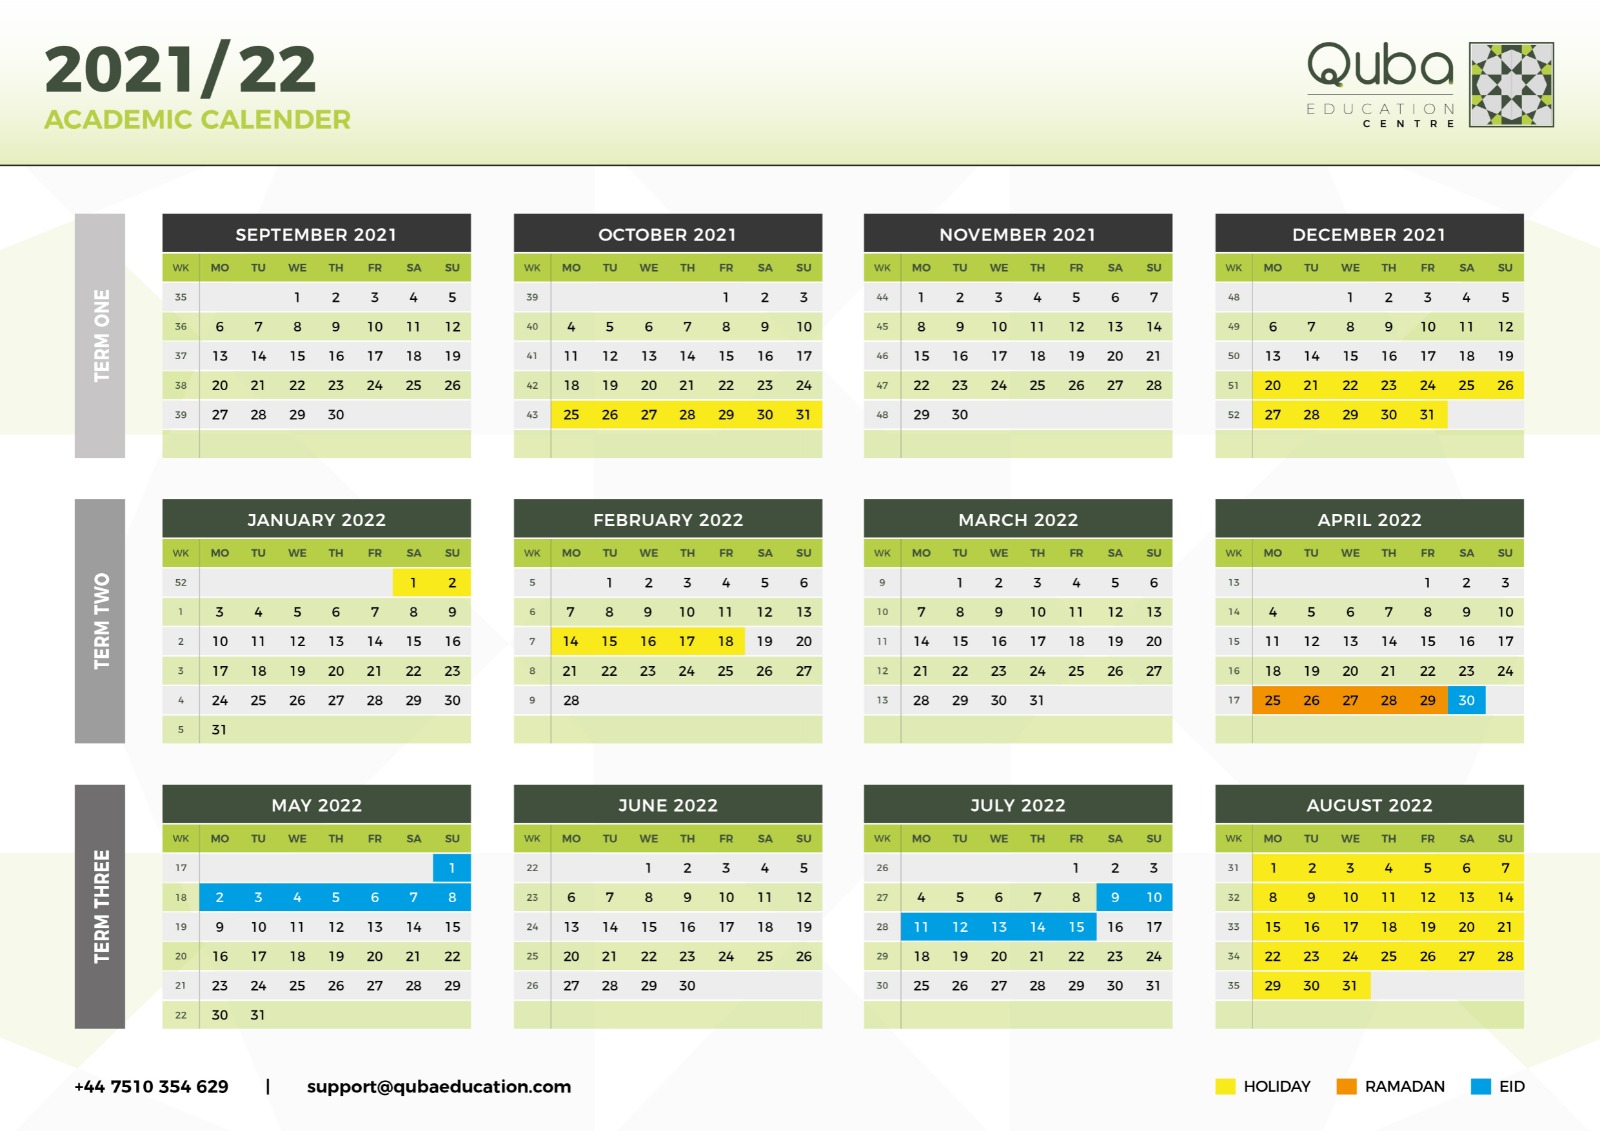 2021/22
ACADEMIC CALENDER
Quba
EDUCATION
CENTRE
TERM ONE
SEPTEMBER 2021
WK MO TU WE TH FR SA SU
35 1 2 3 4 5
36 6 7 8 9 10 11 12
37 13 14 15 16 17 18 19
38 20 21 22 23 24 25 26
39 27 28 29 30
OCTOBER 2021
WK MO TU WE TH FR SA SU
39 1 2 3
40 4 5 6 7 8 9 10
41 11 12 13 14 15 16 17
42 18 19 20 21 22 23 24
43 25 26 27 28 29 30 31
NOVEMBER 2021
WK MO TU WE TH FR SA SU
44 1 2 3 4 5 6 7
45 8 9 10 11 12 13 14
46 15 16 17 18 19 20 21
47 22 23 24 25 26 27 28
48 29 30
DECEMBER 2021
WK MO TU WE TH FR SA SU
48 1 2 3 4 5
49 6 7 8 9 10 11 12
50 13 14 15 16 17 18 19
51 20 21 22 23 24 25 26
52 27 28 29 30 31
TERM TWO
JANUARY 2022
WK MO TU WE TH FR SA SU
52 1 2
1 3 4 5 6 7 8 9
2 10 11 12 13 14 15 16
3 17 18 19 20 21 22 23
4 24 25 26 27 28 29 30
5 31
FEBRUARY 2022
WK MO TU WE TH FR SA SU
5 1 2 3 4 5 6
6 7 8 9 10 11 12 13
7 14 15 16 17 18 19 20
8 21 22 23 24 25 26 27
9 28
MARCH 2022
WK MO TU WE TH FR SA SU
9 1 2 3 4 5 6
10 7 8 9 10 11 12 13
11 14 15 16 17 18 19 20
12 21 22 23 24 25 26 27
13 28 29 30 31
APRIL 2022
WK MO TU WE TH FR SA SU
13 1 2 3
14 4 5 6 7 8 9 10
15 11 12 13 14 15 16 17
16 18 19 20 21 22 23 24
17 25 26 27 28 29 30
TERM THREE
MAY 2022
WK MO TU WE TH FR SA SU
17 1
18 2 3 4 5 6 7 8
19 9 10 11 12 13 14 15
20 16 17 18 19 20 21 22
21 23 24 25 26 27 28 29
22 30 31
JUNE 2022
WK MO TU WE TH FR SA SU
22 1 2 3 4 5
23 6 7 8 9 10 11 12
24 13 14 15 16 17 18 19
25 20 21 22 23 24 25 26
26 27 28 29 30
JULY 2022
WK MO TU WE TH FR SA SU
26 1 2 3
27 4 5 6 7 8 9 10
28 11 12 13 14 15 16 17
29 18 19 20 21 22 23 24
30 25 26 27 28 29 30 31
AUGUST 2022
WK MO TU WE TH FR SA SU
31 1 2 3 4 5 6 7
32 8 9 10 11 12 13 14
33 15 16 17 18 19 20 21
34 22 23 24 25 26 27 28
35 29 30 31
+44 7510 354 629 | support@qubaeducation.com
HOLIDAY RAMADAN EID